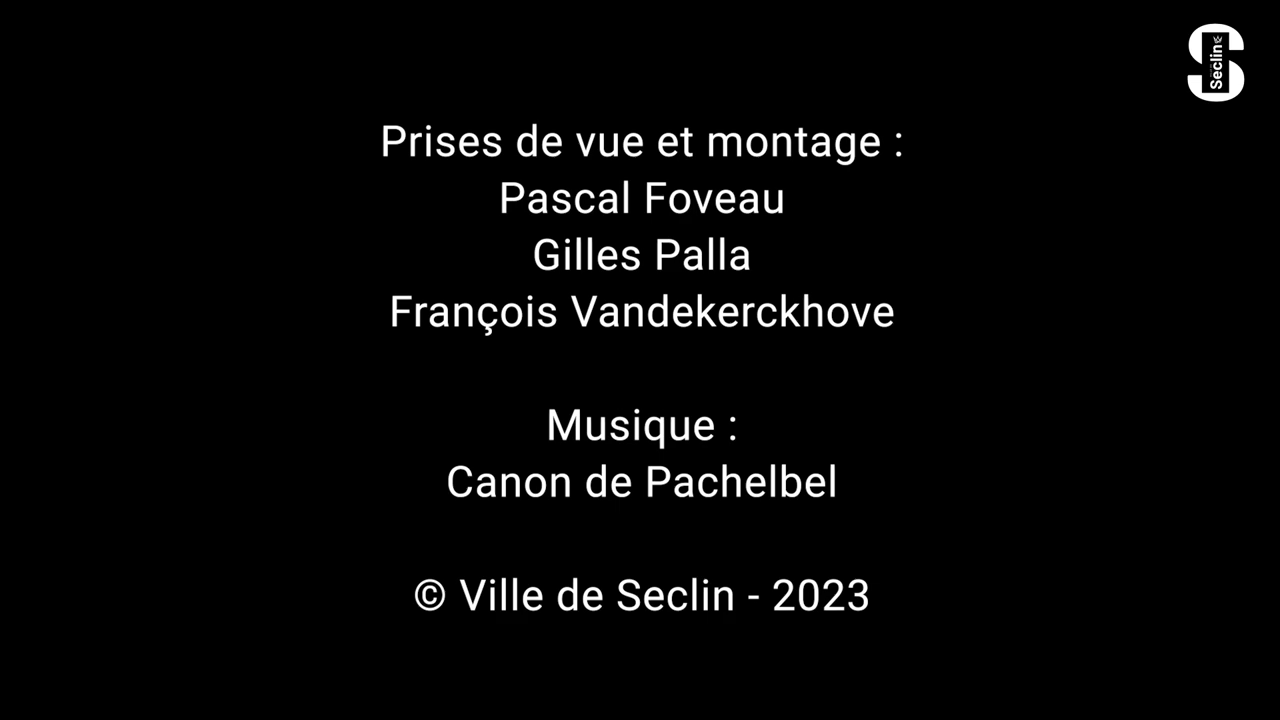 Seclin
Prises de vue et montage :
Pascal Foveau
Gilles Palla
François Vandekerckhove
Musique :
Canon de Pachelbel
© Ville de Seclin - 2023